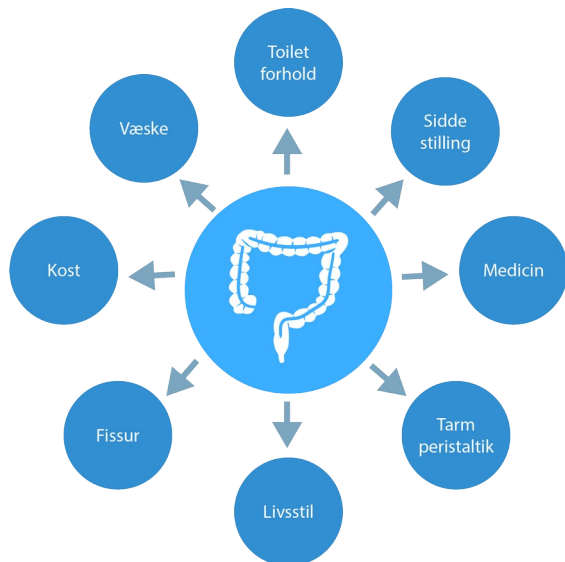 Toilet
forhold
Sidde
stilling
Medicin
Tarm
peristaltik
Livsstil
Fissur
Kost
Væske